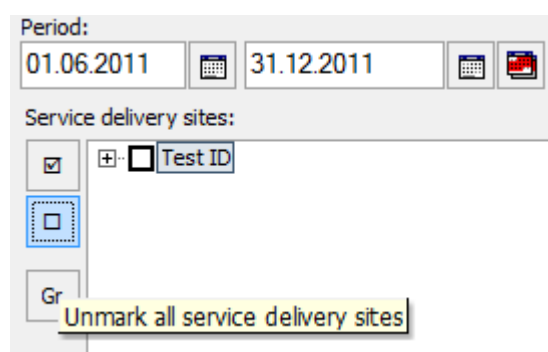 Period:
01.06.2011 31.12.2011
Service delivery sites:
Test ID
Gr
Unmark all service delivery sites